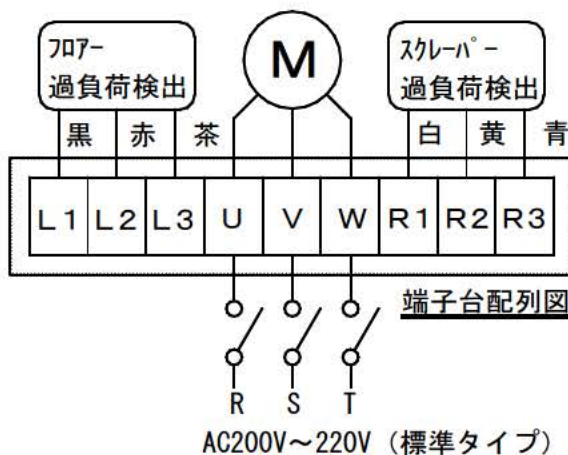 ﾌﾛｱｰ
過負荷検出
M
ｽｸﾚｰﾊﾟｰ
過負荷検出
黒 赤 茶 白 黄 青
L1 L2 L3 U V W R1 R2 R3
端子台配列図
R S T
AC200V～220V (標準タイプ)